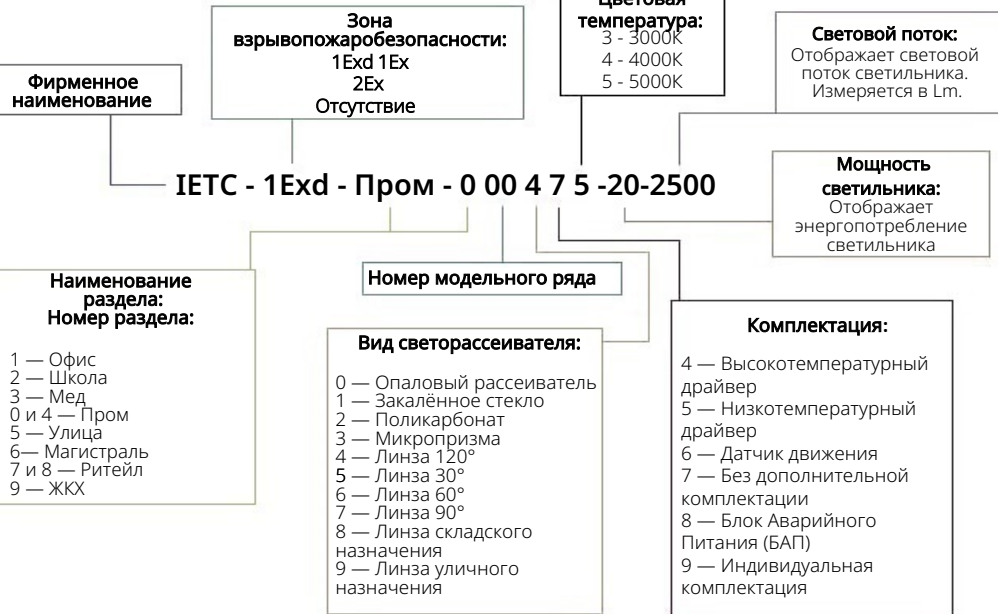 Цветовая
температура:
3 - 3000К
4 - 4000К
5 - 5000К
Зона
взрывопожаробезопасности:
1Exd 1Ex
2Ex
Отсутствие
Световой поток:
Отображает световой
поток светильника.
Измеряется в Lm.
Фирменное
наименование
IETC - 1Exd - Пром - 0 00 4 7 5 -20-2500
Мощность
светильника:
Отображает
энергопотребление
светильника
Номер модельного ряда
Наименование
раздела:
Номер раздела:
1 — Офис
2 — Школа
3 — Мед
0 и 4 — Пром
5 — Улица
6— Магистраль
7 и 8 — Ритейл
9 — ЖКХ
Вид светорассеивателя:
0 — Опаловый рассеиватель
1 — Закалённое стекло
2 — Поликарбонат
3 — Микропризма
4 — Линза 120°
5 — Линза 30°
6 — Линза 60°
7 — Линза 90°
8 — Линза складского
назначения
9 — Линза уличного
назначения
Комплектация:
4 — Высокотемпературный
драйвер
5 — Низкотемпературный
драйвер
6 — Датчик движения
7 — Без дополнительной
комплектации
8 — Блок Аварийного
Питания (БАП)
9 — Индивидуальная
комплектация